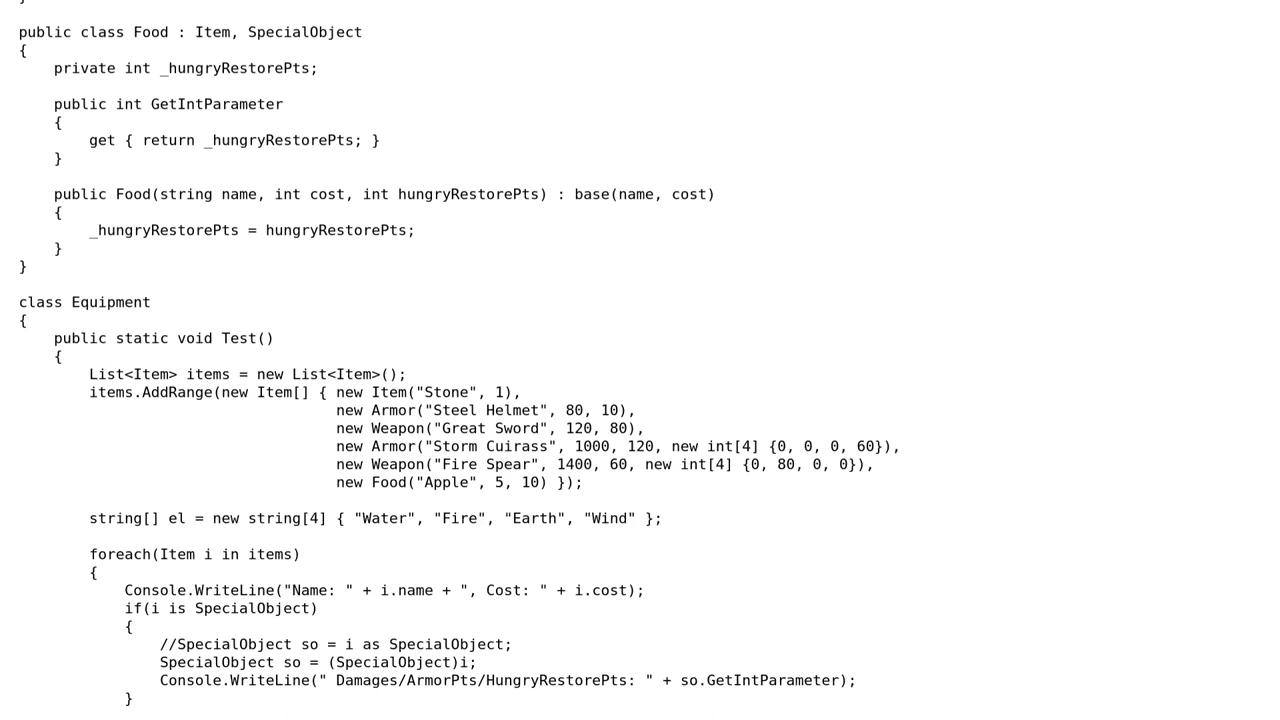 }
public class Food : Item, SpecialObject
{
    private int _hungryRestorePts;

    public int GetIntParameter
    {
        get { return _hungryRestorePts; }
    }

    public Food(string name, int cost, int hungryRestorePts) : base(name, cost)
    {
        _hungryRestorePts = hungryRestorePts;
    }
}

class Equipment
{
    public static void Test()
    {
        List<Item> items = new List<Item>();
        items.AddRange(new Item[] { new Item("Stone", 1),
                                    new Armor("Steel Helmet", 80, 10),
                                    new Weapon("Great Sword", 120, 80),
                                    new Armor("Storm Cuirass", 1000, 120, new int[4] {0, 0, 0, 60}),
                                    new Weapon("Fire Spear", 1400, 60, new int[4] {0, 80, 0, 0}),
                                    new Food("Apple", 5, 10) });

        string[] el = new string[4] { "Water", "Fire", "Earth", "Wind" };

        foreach(Item i in items)
        {
            Console.WriteLine("Name: " + i.name + ", Cost: " + i.cost);
            if(i is SpecialObject)
            {
                //SpecialObject so = i as SpecialObject;
                SpecialObject so = (SpecialObject)i;
                Console.WriteLine(" Damages/ArmorPts/HungryRestorePts: " + so.GetIntParameter);
            }